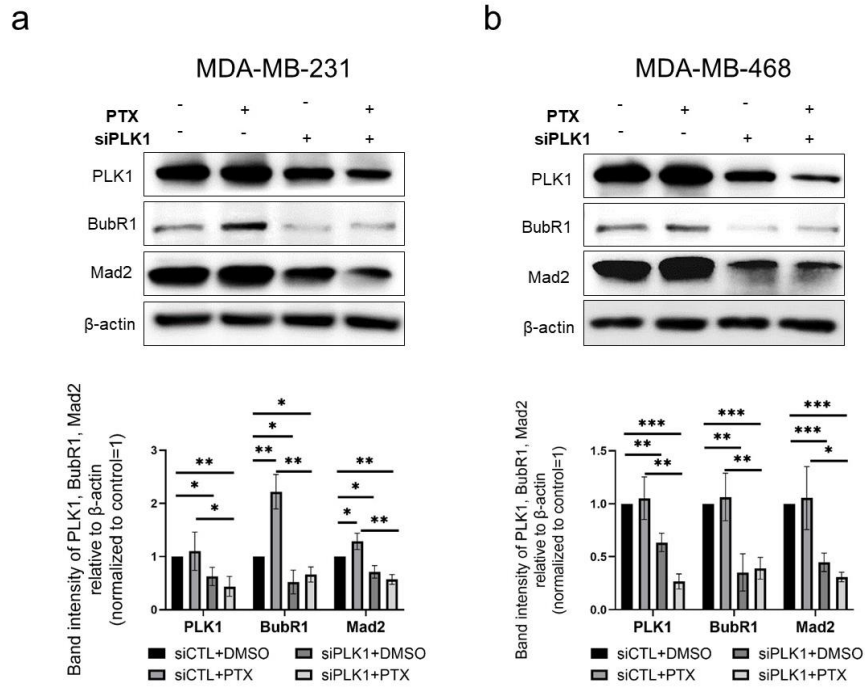 a
MDA-MB-231
PTX - + - +
siPLK1 - - + +
PLK1
BubR1
Mad2
β-actin
Band intensity of PLK1, BubR1, Mad2
relative to β-actin
(normalized to control=1)
3
2
1
0
** * *
* * ** **
* * ** **
PLK1 BubR1 Mad2
siCTL+DMSO siPLK1+DMSO
siCTL+PTX siPLK1+PTX
b
MDA-MB-468
PTX - + - +
siPLK1 - - + +
PLK1
BubR1
Mad2
β-actin
Band intensity of PLK1, BubR1, Mad2
relative to β-actin
(normalized to control=1)
1.5
1.0
0.5
0.0
*** *** ***
** ** ***
** ** *
PLK1 BubR1 Mad2
siCTL+DMSO siPLK1+DMSO
siCTL+PTX siPLK1+PTX